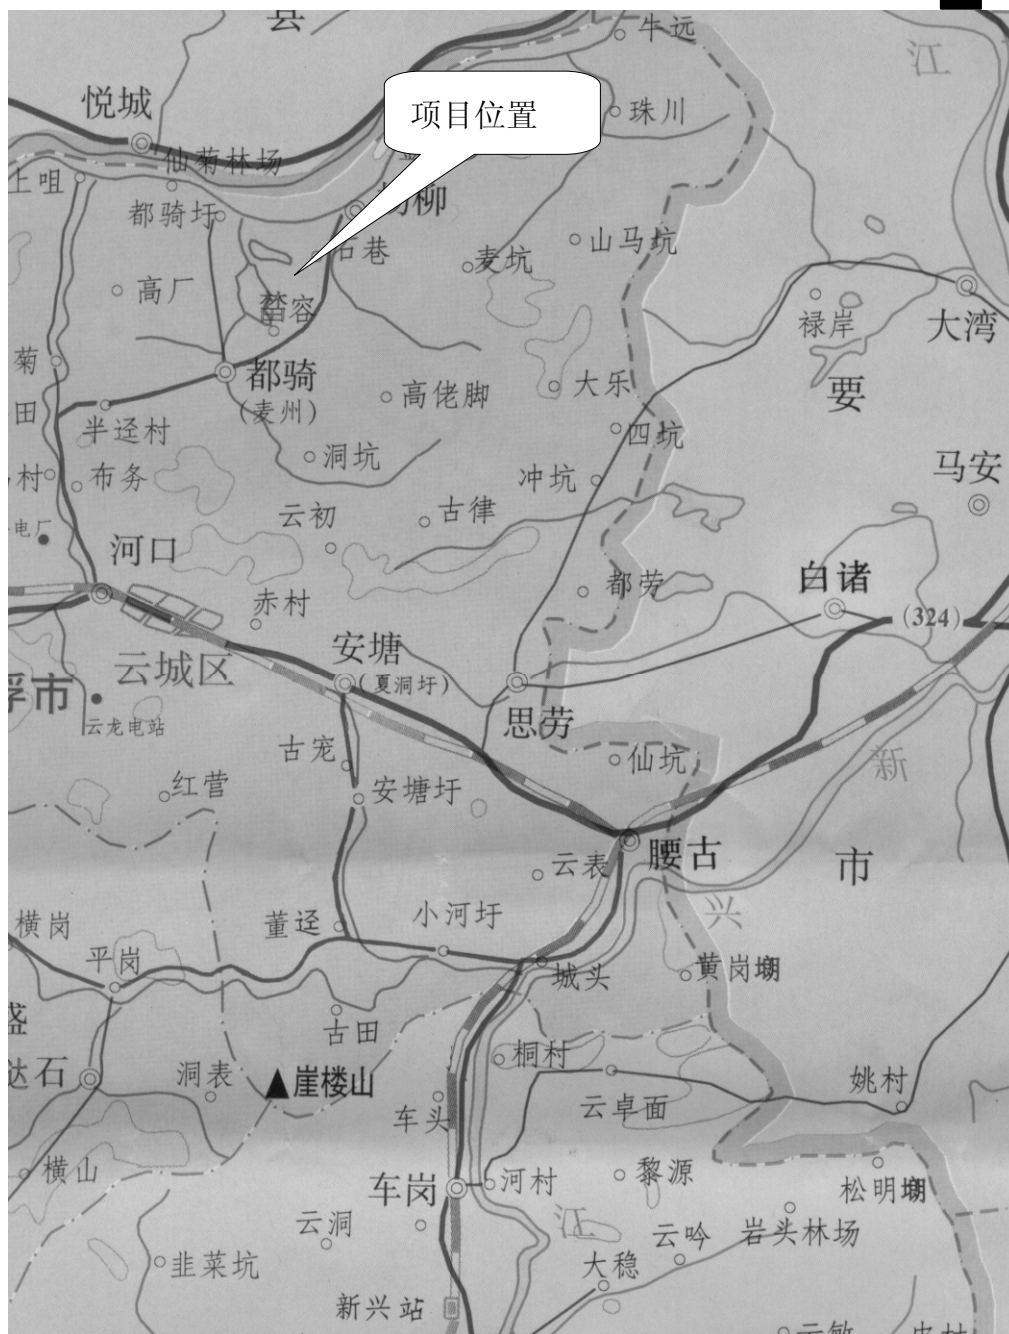 县
牛远
江
悦城
项目位置
珠川
仙菊林场
上咀
都骑圩
柳
石巷
山马坑
麦坑
高厂
容
禄岸
大湾
菊
都骑
(麦州)
高佬脚
大乐
要
田
半迳村
四坑
洞坑
村
布务
冲坑
马安
云初
古律
电厂
河口
都劳
白诸
赤村
(324)
安塘
云城区
(夏洞圩)
市
思劳
云龙电站
古宠
仙坑
新
红营
安塘圩
腰古
云表
市
小河圩
兴
横岗
董迳
平岗
城头
黄岗塱
盛
古田
桐村
达石
洞表
崖楼山
姚村
车头
云卓面
横山
车岗
河村
黎源
松明塱
云洞
江
云吟
岩头林场
韭菜坑
大稳
新兴站
云敏